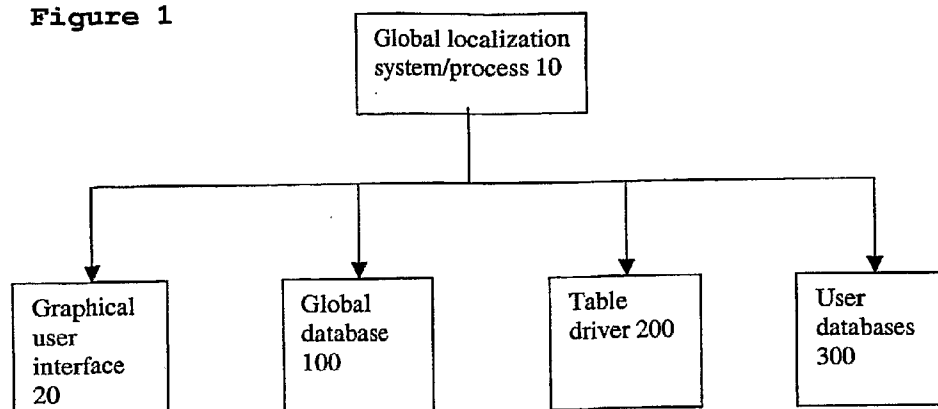 Figure 1
Global localization
system/process 10
Graphical
user
interface
20
Global
database
100
Table
driver 200
User
databases
300